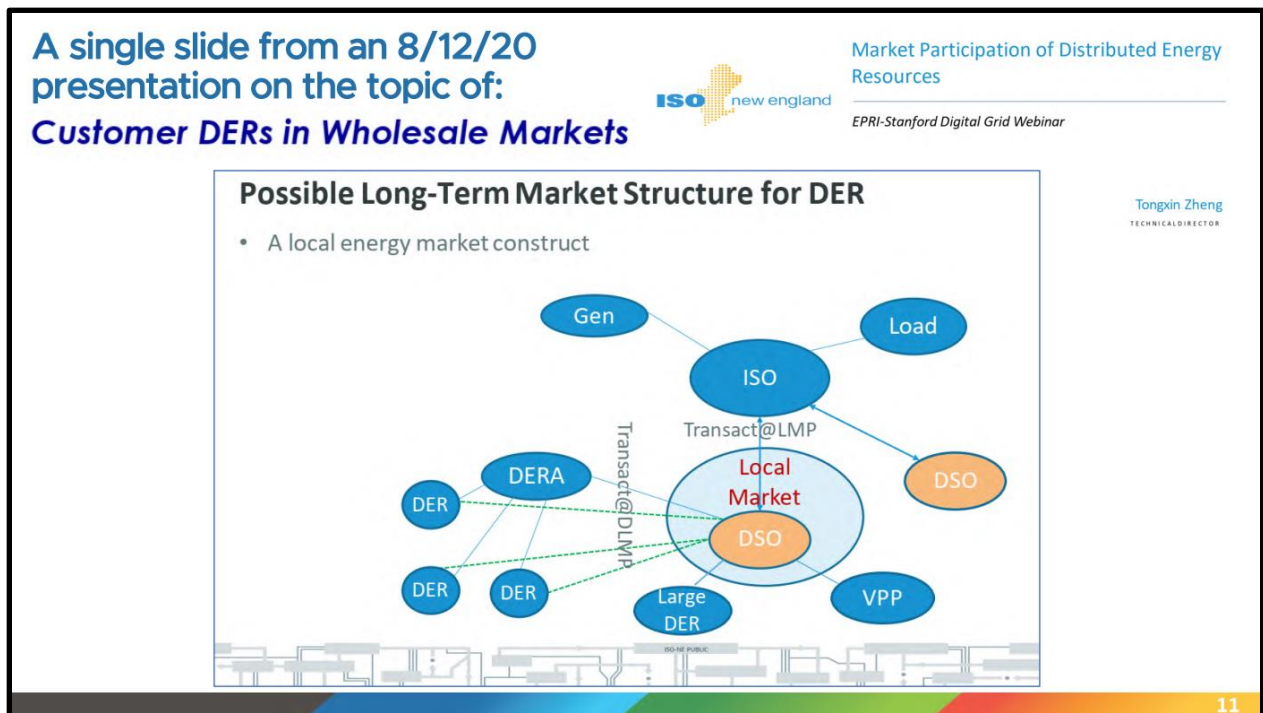 A single slide from an 8/12/20
presentation on the topic of:
Customer DERs in Wholesale Markets
ISO new england
Market Participation of Distributed Energy
Resources
EPRI-Stanford Digital Grid Webinar
Tongxin Zheng
TECHNICALDIRECTOR
Possible Long-Term Market Structure for DER
• A local energy market construct
Gen
Load
ISO
Transact@LMP
Transact@DLMP
Local
Market
DSO
DSO
DERA
DER
DER
DER
Large
DER
VPP
ISO-NE PUBLIC
11